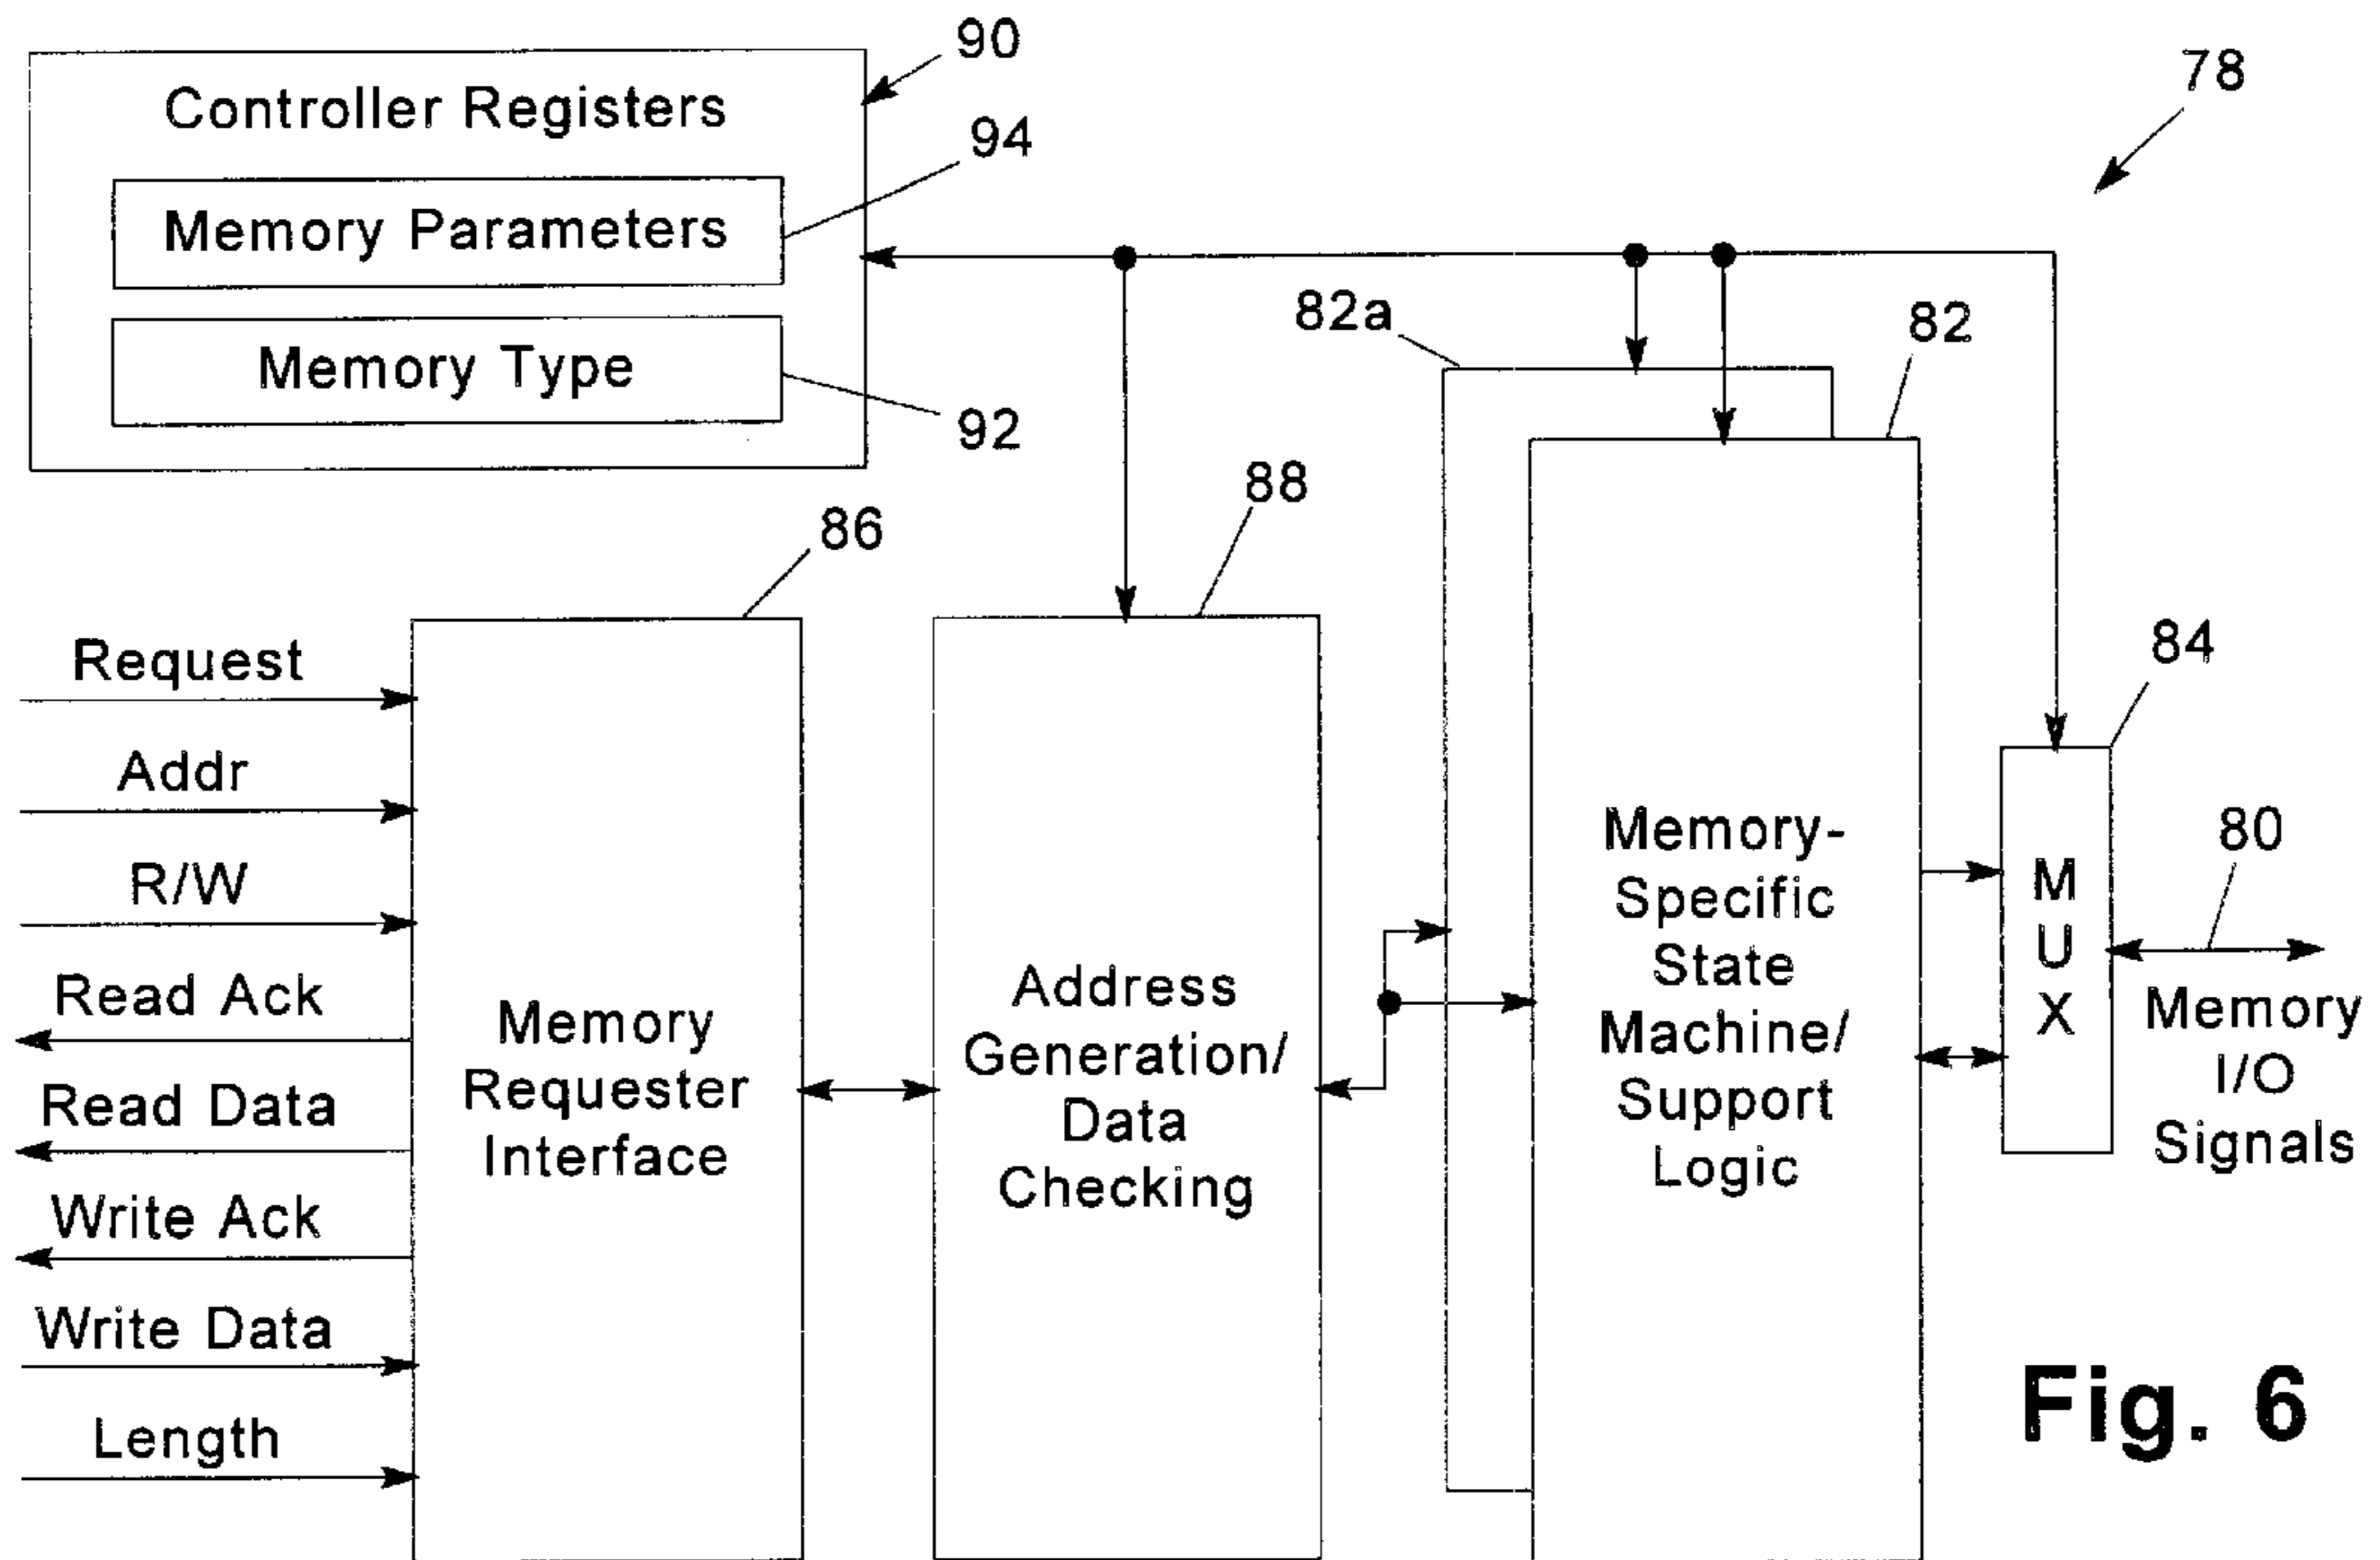 90
78
Controller Registers
94
Memory Parameters
82a
82
Memory Type
92
88
86
84
Request
Addr
R/W
Read Ack
Read Data
Write Ack
Write Data
Length
Memory
Requester
Interface
Address
Generation/
Data
Checking
Memory-
Specific
State
Machine/
Support
Logic
M
U
X
80
Memory
I/O
Signals
Fig. 6